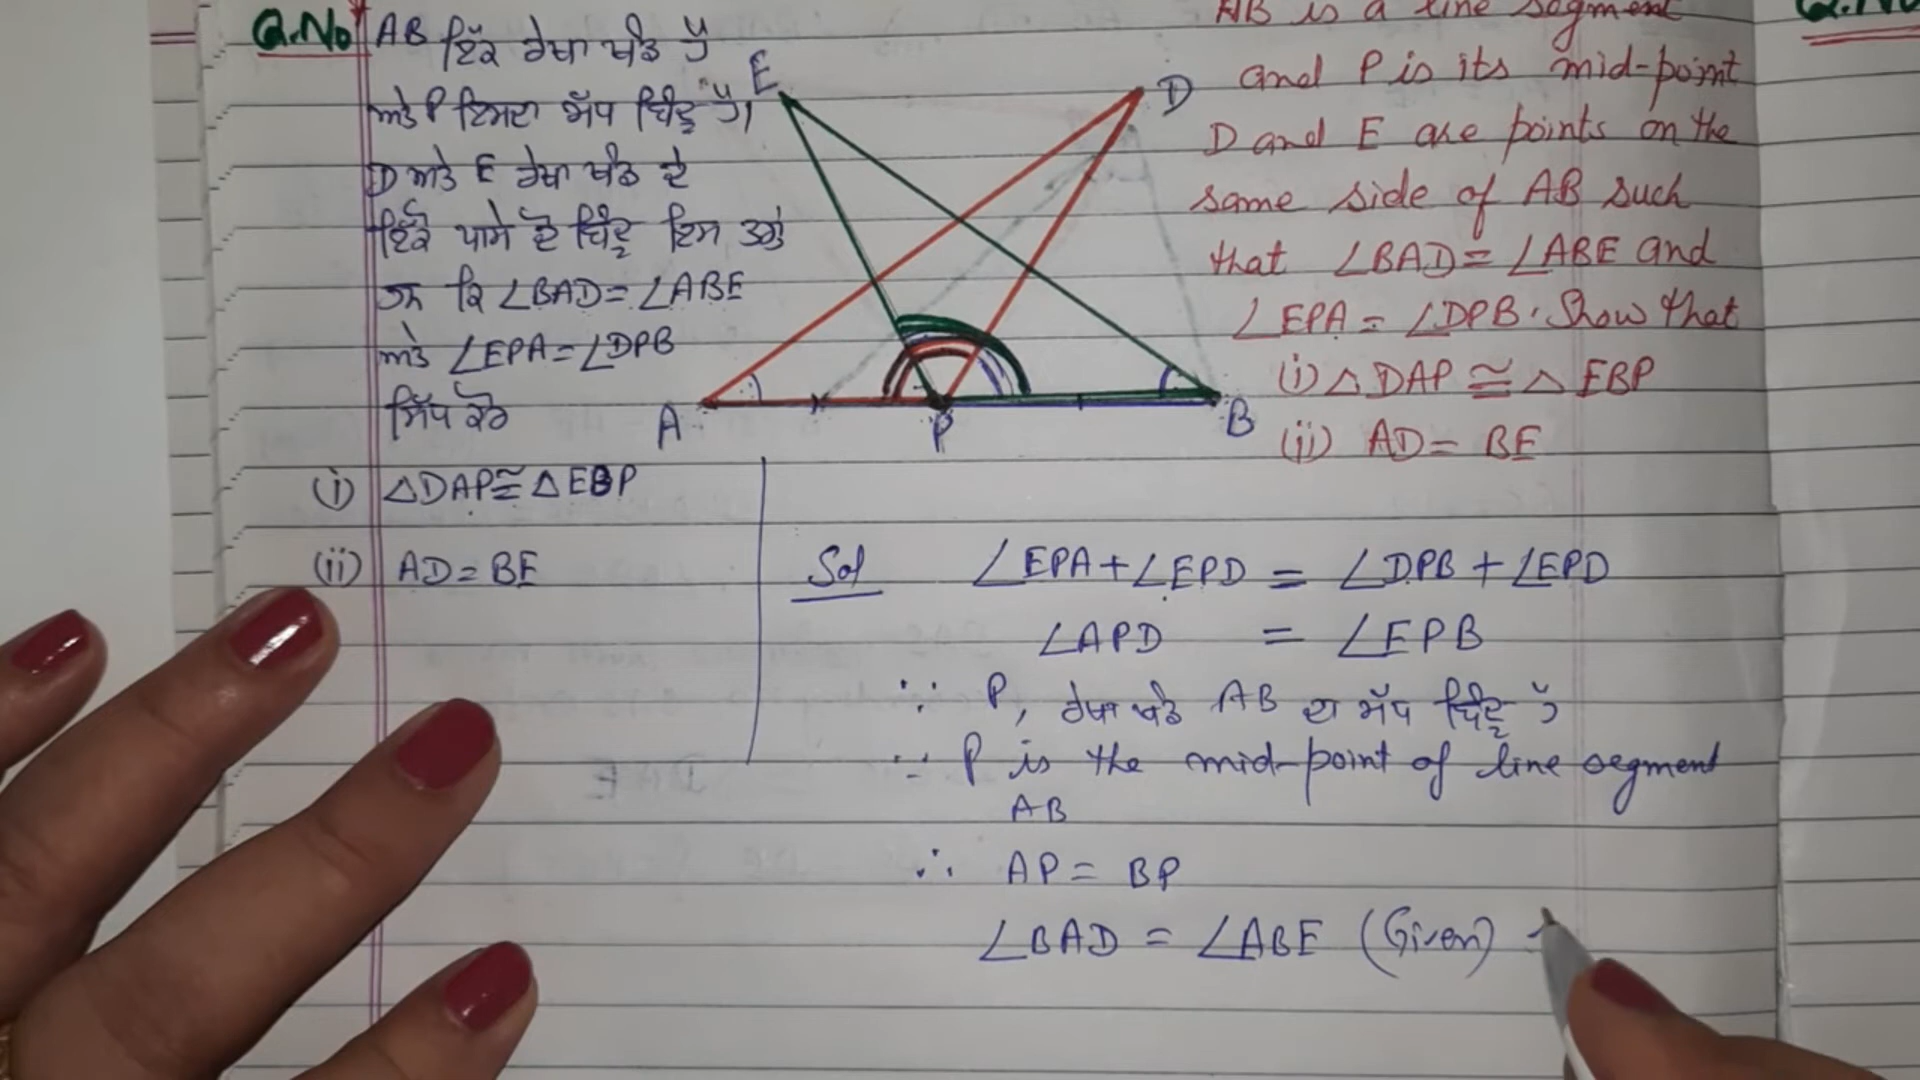 Q.No
AB ਇੱਕ ਰੇਖਾ ਖੰਡ ਹੈ
ਅਤੇ P ਇਸਦਾ ਮੱਧ ਬਿੰਦੂ ਹੈ।
D ਅਤੇ E ਰੇਖਾ ਖੰਡ ਦੇ
ਇੱਕੋ ਪਾਸੇ ਦੋ ਬਿੰਦੂ ਇਸ ਤਰ੍ਹਾਂ
ਹਨ ਕਿ ∠BAD = ∠ABE
ਅਤੇ ∠EPA = ∠DPB
ਸਿੱਧ ਕਰੋ
(i) △DAP ≅ △EBP
(ii) AD = BE
E
D
A
P
B
AB is a line segment
and P is its mid-point
D and E are points on the
same side of AB such
that ∠BAD = ∠ABE and
∠EPA = ∠DPB. Show that
(i) △ DAP ≅ △ EBP
(ii) AD = BE
Sol ∠EPA + ∠EPD = ∠DPB + ∠EPD
∠APD = ∠EPB
∵ P, ਰੇਖਾ ਖੰਡ AB ਦਾ ਮੱਧ ਬਿੰਦੂ ਹੈ
∵ P is the mid-point of line segment
AB
∴ AP = BP
∠BAD = ∠ABE (Given)
Q.No